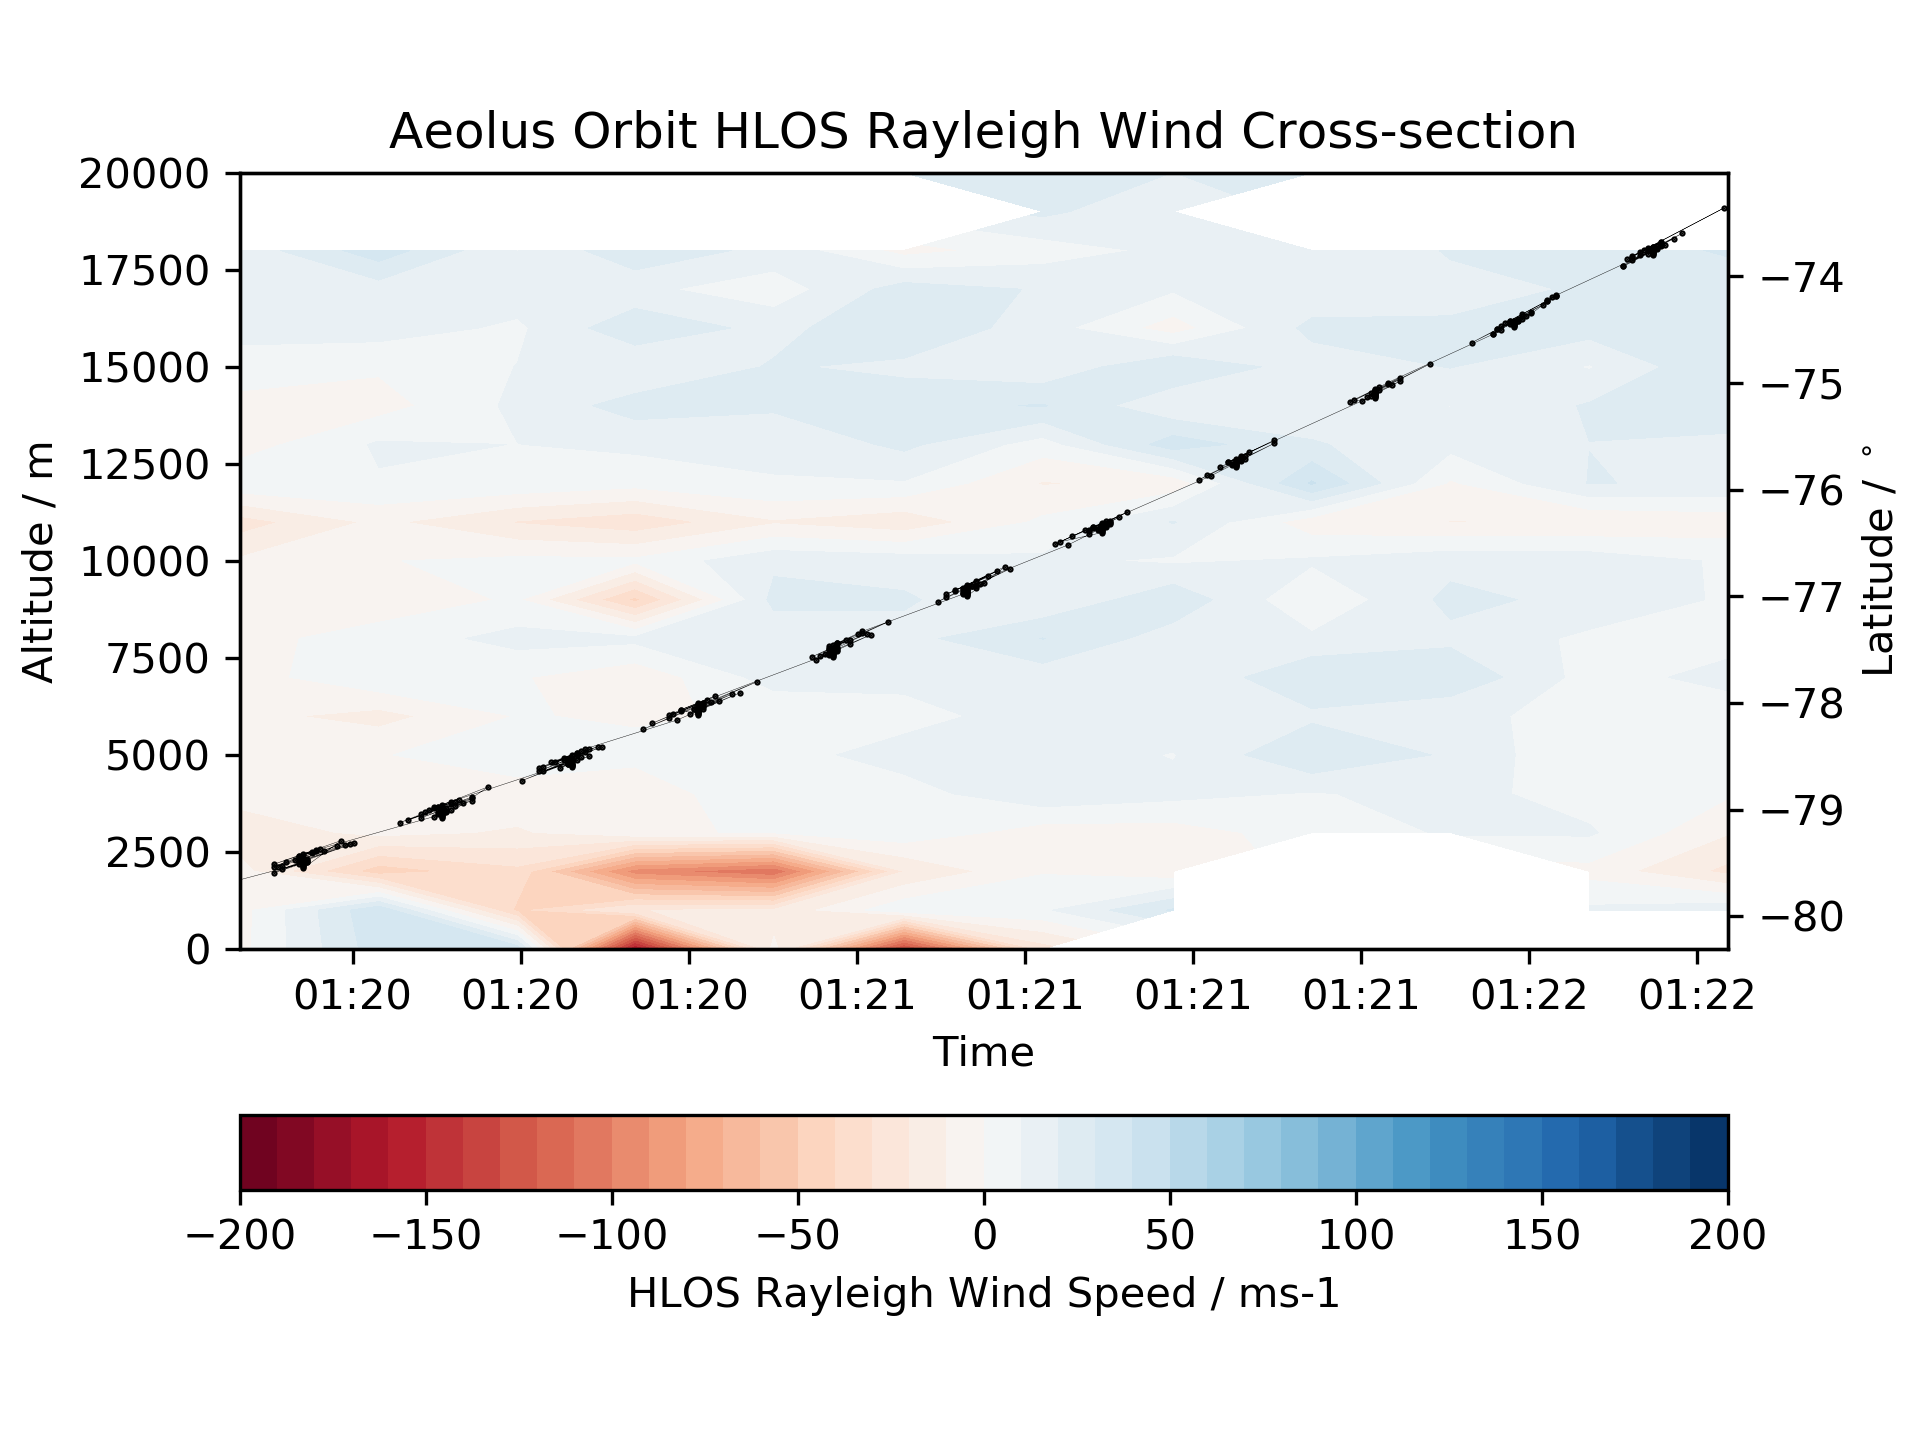 Aeolus Orbit HLOS Rayleigh Wind Cross-section
20000
17500
15000
12500
10000
7500
5000
2500
0
Altitude / m
−74
−75
−76
−77
−78
−79
−80
Latitude / °
01:20 01:20 01:20 01:21 01:21 01:21 01:21 01:22 01:22
Time
−200 −150 −100 −50 0 50 100 150 200
HLOS Rayleigh Wind Speed / ms-1